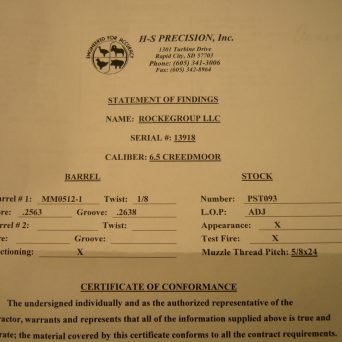 ENGINEERED FOR ACCURACY
H-S PRECISION, Inc.
1301 Turbine Drive
Rapid City, SD 57703
Phone: (605) 341-3006
Fax: (605) 342-8964
STATEMENT OF FINDINGS
NAME: ROCKEGROUP LLC
SERIAL #: 13918
CALIBER: 6.5 CREEDMOOR
BARREL STOCK
arrel # 1: MM0512-1 Twist: 1/8 Number: PST093
ore: .2563 Groove: .2638 L.O.P: ADJ
arrel # 2: Twist: Appearance: X
re: Groove: Test Fire: X
ctioning: X Muzzle Thread Pitch: 5/8x24
CERTIFICATE OF CONFORMANCE
The undersigned individually and as the authorized representative of the
ractor, warrants and represents that all of the information supplied above is true and
rate; the material covered by this certificate conforms to all the contract requirements.